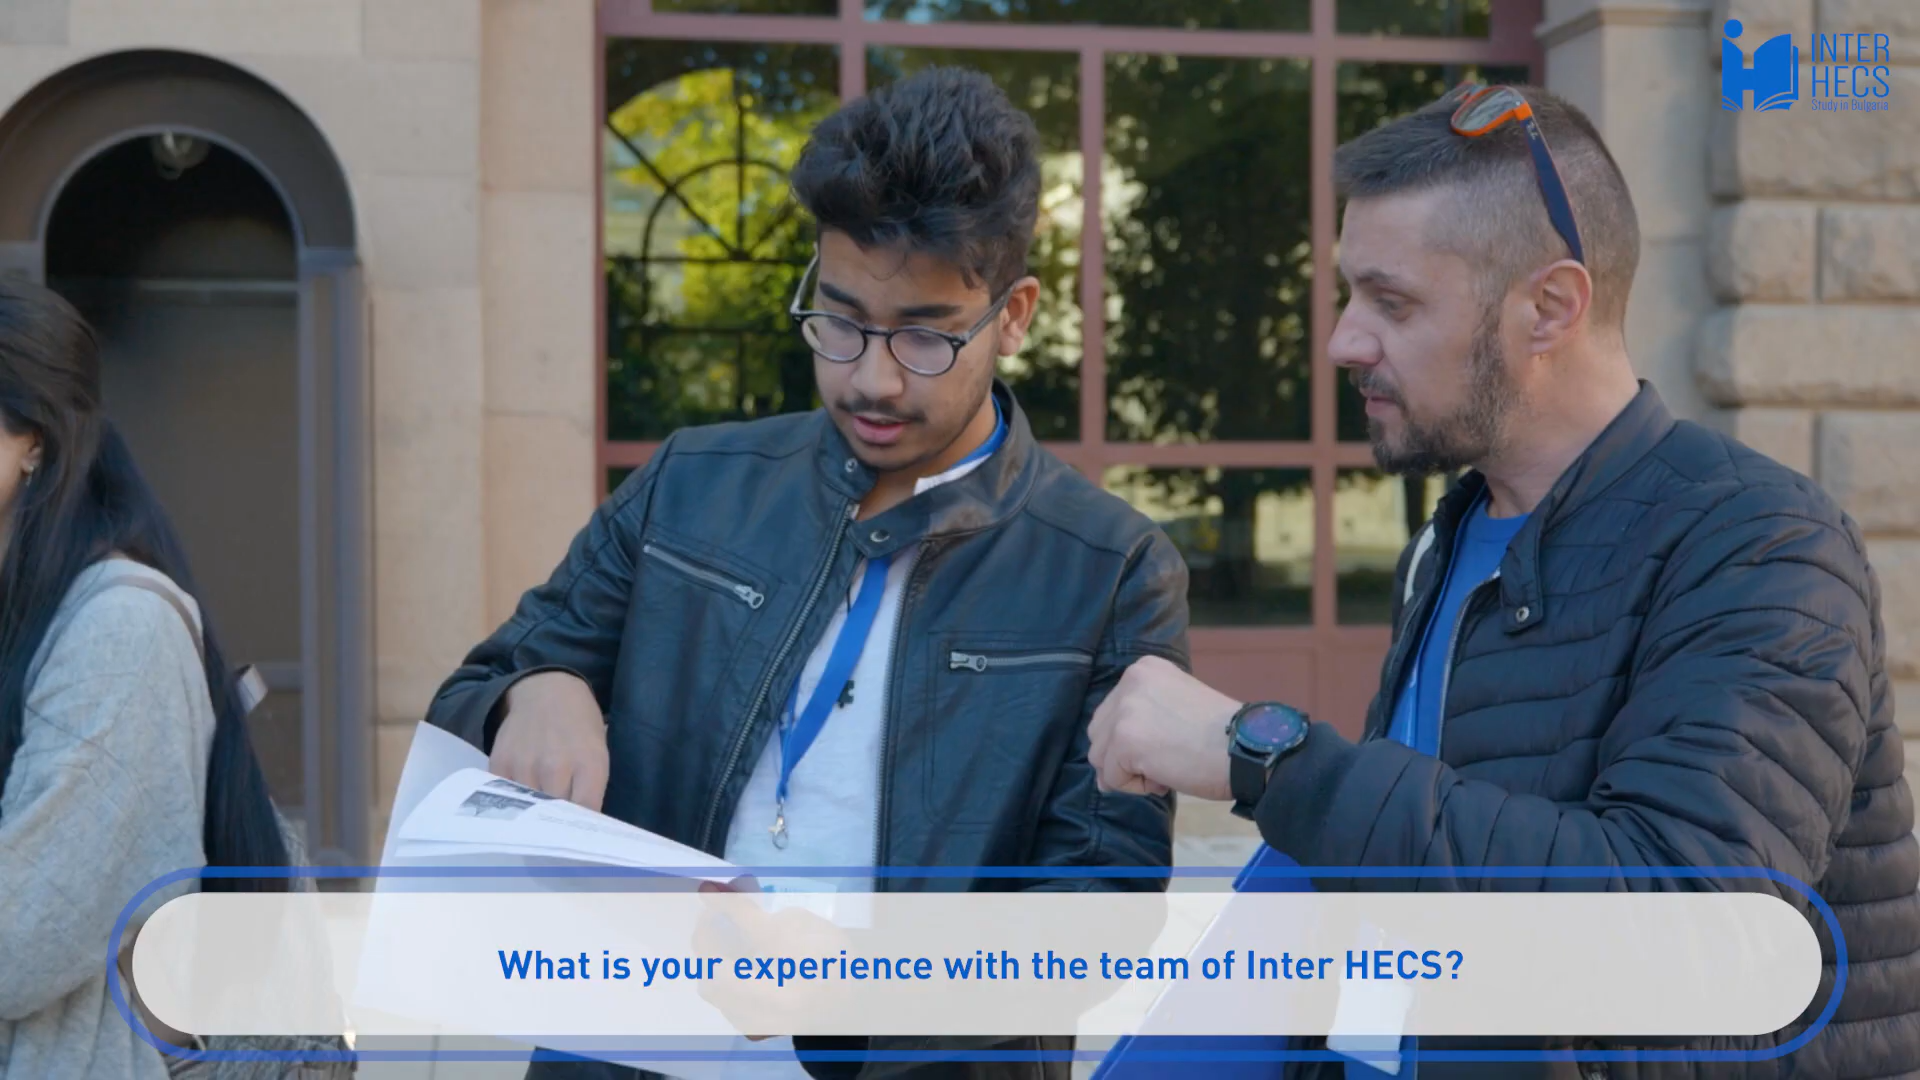 INTER
HECS
Study in Bulgaria
What is your experience with the team of Inter HECS?